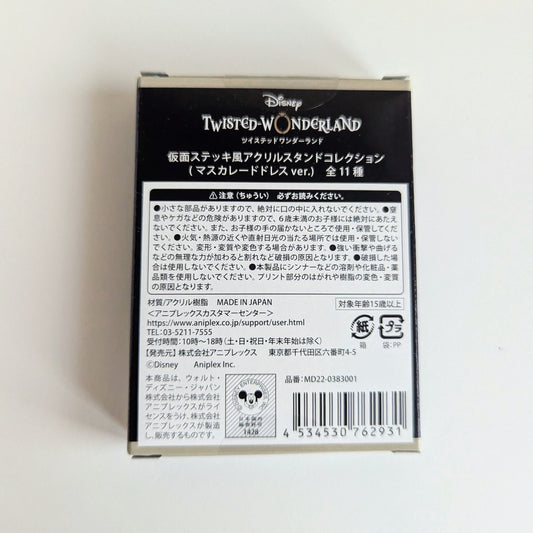 Disney
TWISTED-WONDERLAND
ツイステッドワンダーランド
仮面ステッキ風アクリルスタンドコレクション
(マスカレードドレス ver.) 全 11 種
注意(ちゅうい) 必ずお読みください。
●小さな部品がありますので、絶対に口の中に入れないでください。●窒
息やケガなどの危険がありますので、6歳未満のお子様には絶対にあたえ
ないでください。また、お子様の手の届かないところで使用・保管してくだ
さい。●火気・熱源の近くや直射日光の当たる場所では使用・保管しない
でください。変形・変質や変色する場合があります。●強い衝撃や曲げる
などの無理な力が加わると割れなど破損の原因となります。●破損した場
合は使用しないでください。●本製品にシンナーなどの溶剤や化粧品・薬
品類を使用しないでください。プリント部分のはがれや樹脂の変色・変質
の原因となります。
材質/アクリル樹脂 MADE IN JAPAN
対象年齢15歳以上
<アニプレックスカスタマーセンター>
https://www.aniplex.co.jp/support/user.html
TEL:03-5211-7555
受付時間:10時〜18時(土・日・祝日・年末年始は除く)
【発売元】株式会社アニプレックス 東京都千代田区六番町4-5
©Disney Aniplex Inc.
紙
箱
プラ
袋:PP
本商品は、ウォルト・
ディズニー・ジャパン
株式会社から株式会社
アニプレックスがライ
センスをうけ、株式会社
アニプレックスが製造
し、販売するものです。
1428
品番:MD22-0383001
4 534530 762931